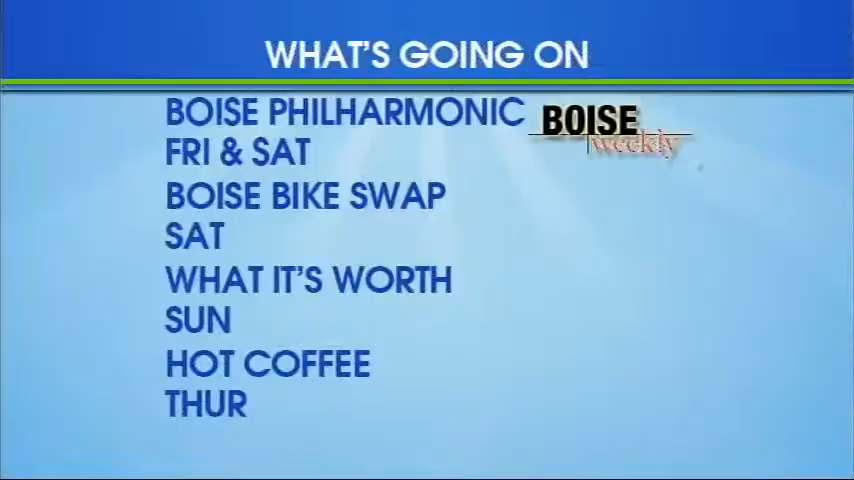 WHAT'S GOING ON
BOISE PHILHARMONIC
BOISE
weekly
FRI & SAT
BOISE BIKE SWAP
SAT
WHAT IT'S WORTH
SUN
HOT COFFEE
THUR